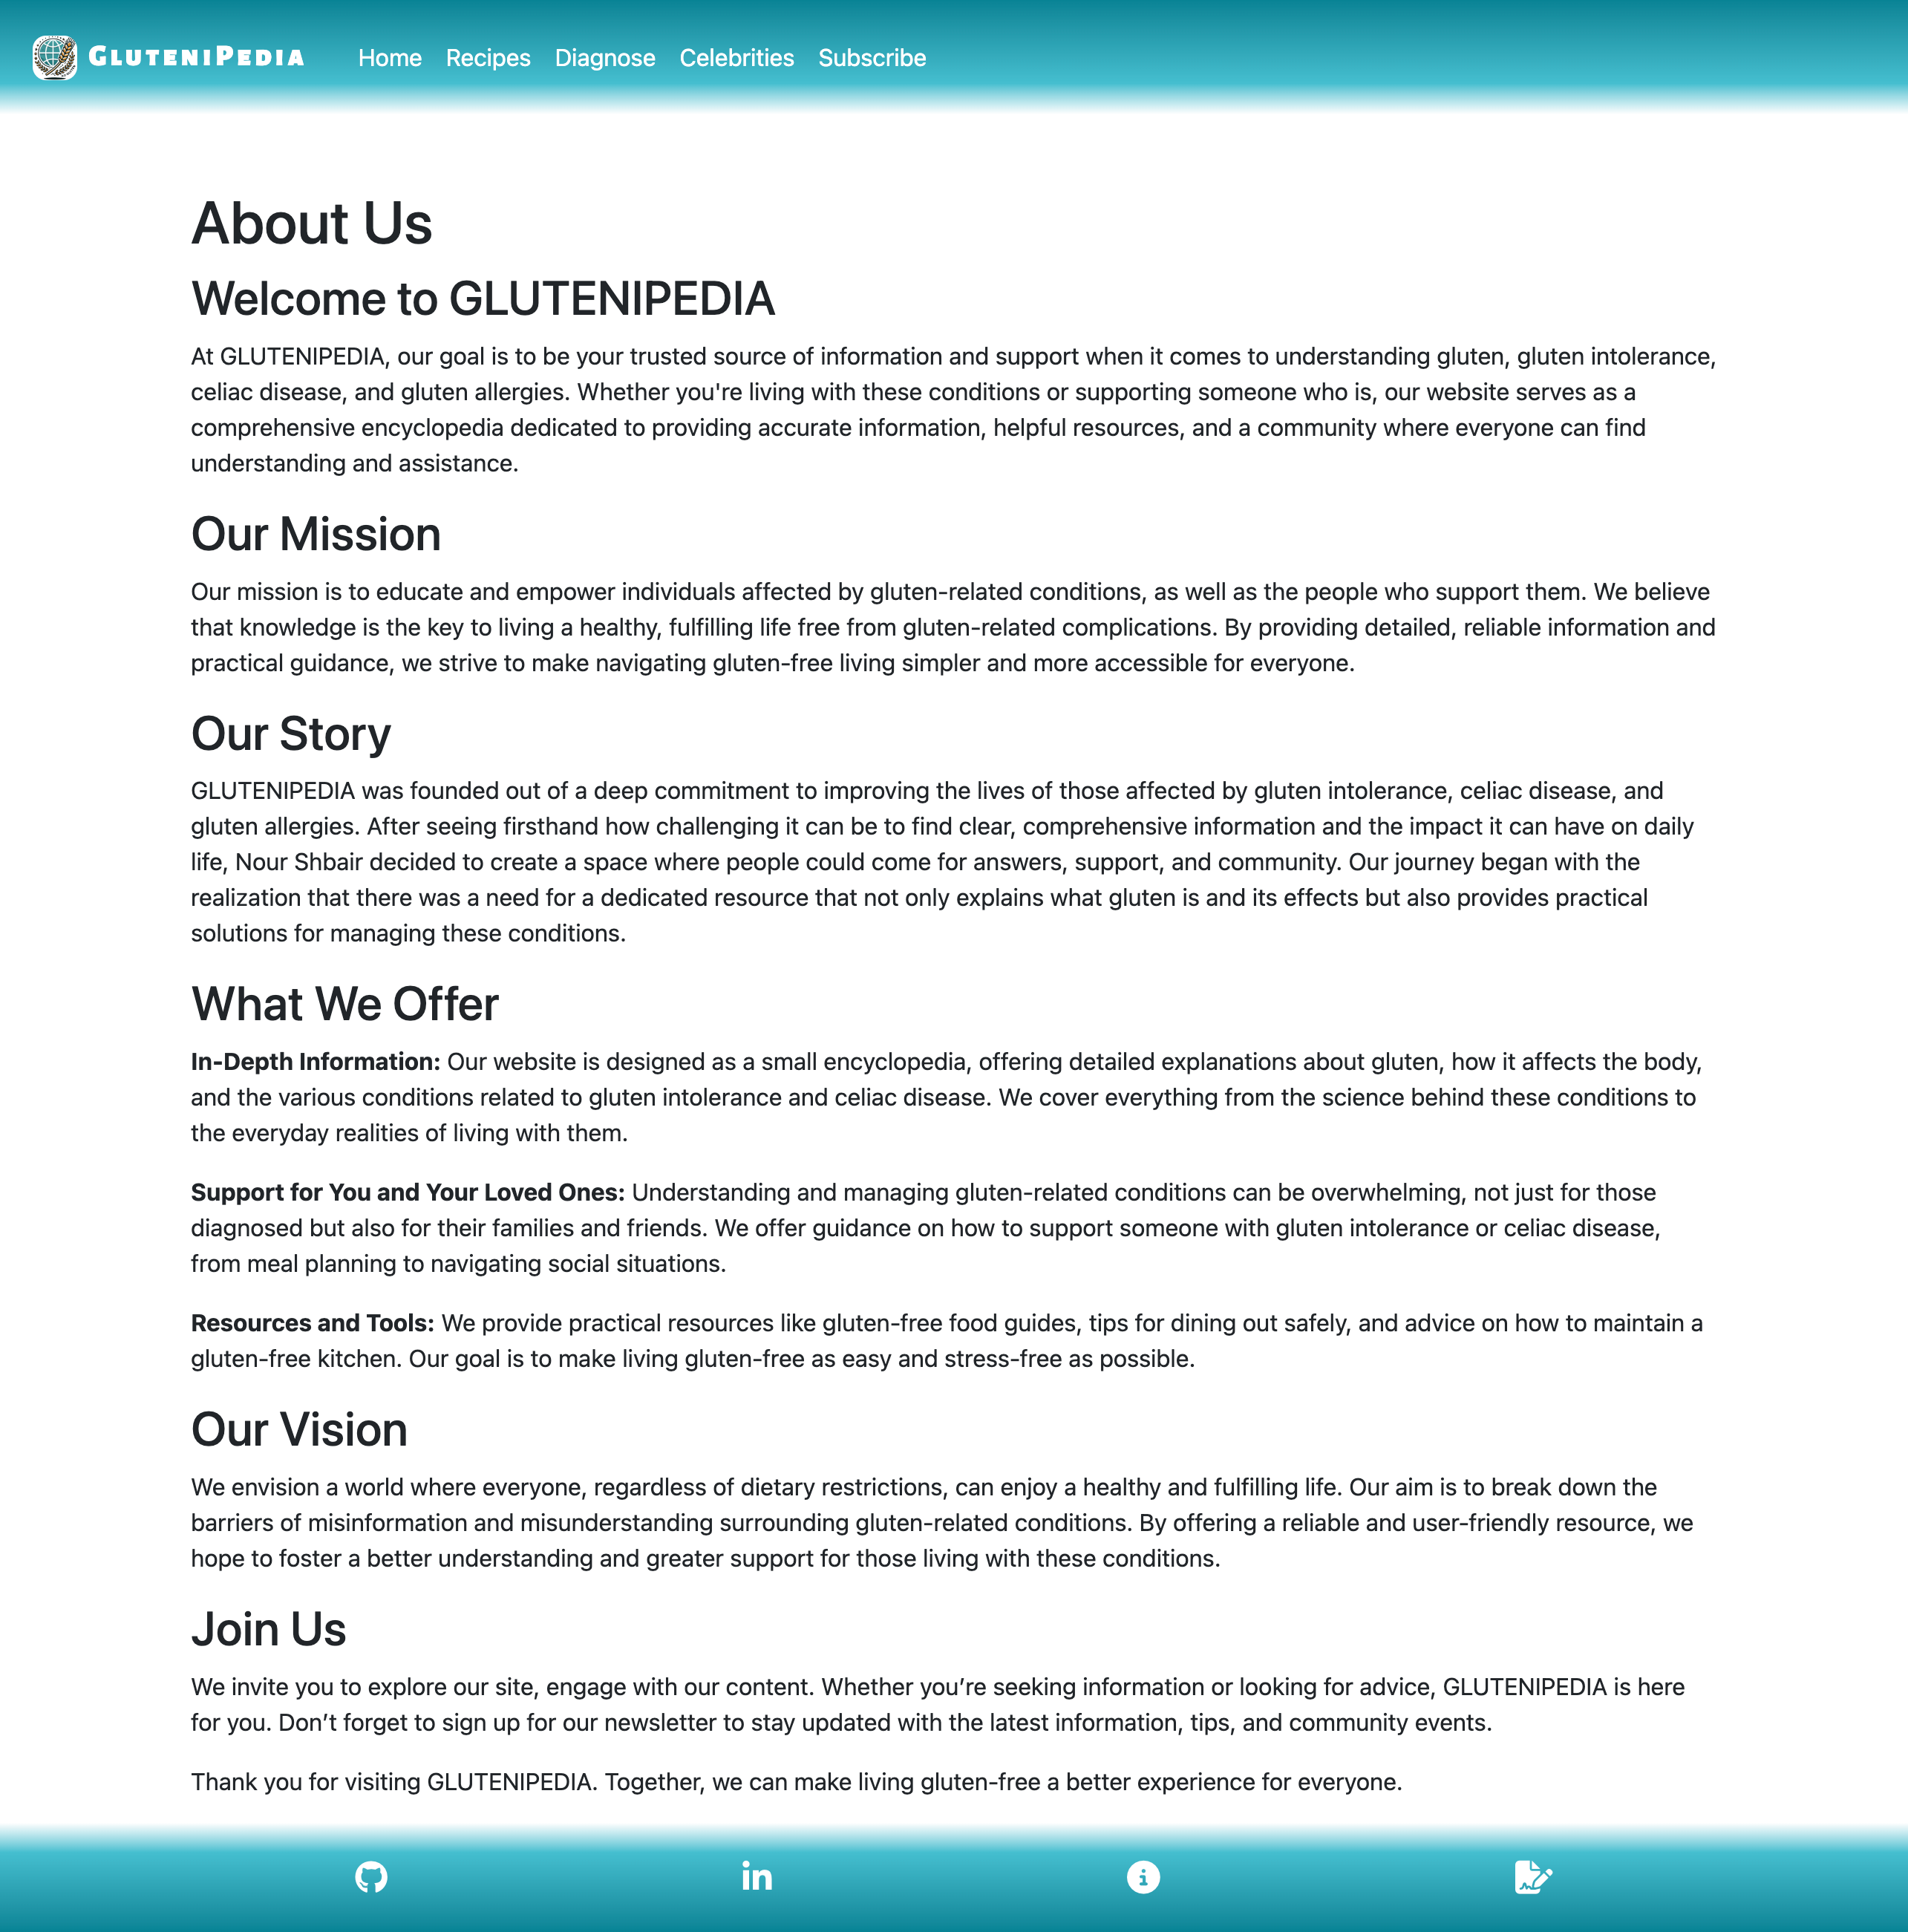 GlutenIPedia
Home Recipes Diagnose Celebrities Subscribe
About Us
Welcome to GLUTENIPEDIA
At GLUTENIPEDIA, our goal is to be your trusted source of information and support when it comes to understanding gluten, gluten intolerance,
celiac disease, and gluten allergies. Whether you're living with these conditions or supporting someone who is, our website serves as a
comprehensive encyclopedia dedicated to providing accurate information, helpful resources, and a community where everyone can find
understanding and assistance.
Our Mission
Our mission is to educate and empower individuals affected by gluten-related conditions, as well as the people who support them. We believe
that knowledge is the key to living a healthy, fulfilling life free from gluten-related complications. By providing detailed, reliable information and
practical guidance, we strive to make navigating gluten-free living simpler and more accessible for everyone.
Our Story
GLUTENIPEDIA was founded out of a deep commitment to improving the lives of those affected by gluten intolerance, celiac disease, and
gluten allergies. After seeing firsthand how challenging it can be to find clear, comprehensive information and the impact it can have on daily
life, Nour Shbair decided to create a space where people could come for answers, support, and community. Our journey began with the
realization that there was a need for a dedicated resource that not only explains what gluten is and its effects but also provides practical
solutions for managing these conditions.
What We Offer
In-Depth Information: Our website is designed as a small encyclopedia, offering detailed explanations about gluten, how it affects the body,
and the various conditions related to gluten intolerance and celiac disease. We cover everything from the science behind these conditions to
the everyday realities of living with them.
Support for You and Your Loved Ones: Understanding and managing gluten-related conditions can be overwhelming, not just for those
diagnosed but also for their families and friends. We offer guidance on how to support someone with gluten intolerance or celiac disease,
from meal planning to navigating social situations.
Resources and Tools: We provide practical resources like gluten-free food guides, tips for dining out safely, and advice on how to maintain a
gluten-free kitchen. Our goal is to make living gluten-free as easy and stress-free as possible.
Our Vision
We envision a world where everyone, regardless of dietary restrictions, can enjoy a healthy and fulfilling life. Our aim is to break down the
barriers of misinformation and misunderstanding surrounding gluten-related conditions. By offering a reliable and user-friendly resource, we
hope to foster a better understanding and greater support for those living with these conditions.
Join Us
We invite you to explore our site, engage with our content. Whether you’re seeking information or looking for advice, GLUTENIPEDIA is here
for you. Don’t forget to sign up for our newsletter to stay updated with the latest information, tips, and community events.
Thank you for visiting GLUTENIPEDIA. Together, we can make living gluten-free a better experience for everyone.
in